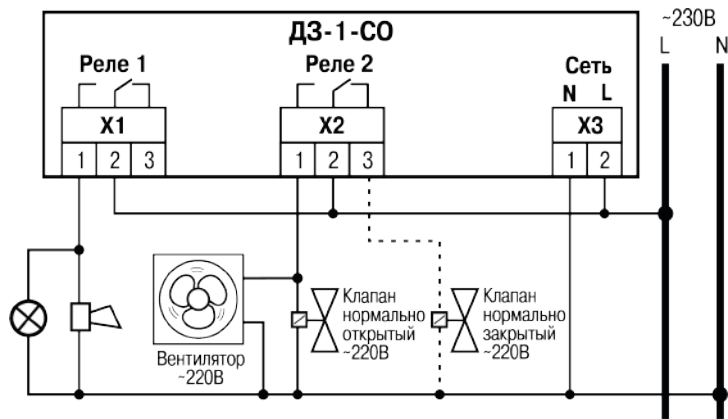 ~230В
L N
ДЗ-1-СО
Реле 1
Реле 2
Сеть
N L
X1
X2
X3
1 2 3
1 2 3
1 2
Вентилятор
~220В
Клапан
нормально
открытый
~220В
Клапан
нормально
закрытый
~220В